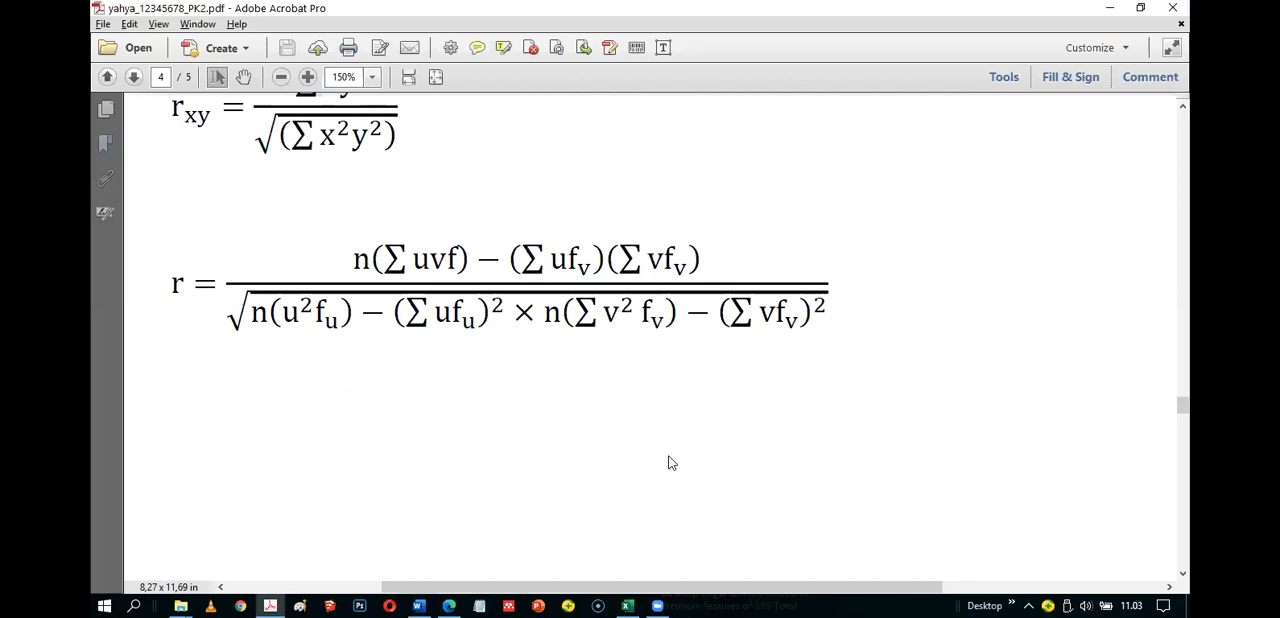 yahya_12345678_PK2.pdf - Adobe Acrobat Pro
File Edit View Window Help
Open Create Customize
4 / 5 150% Tools Fill & Sign Comment
r_xy =
√(∑ x²y²)
n(∑ uvf) − (∑ uf_v)(∑ vf_v)
r =
√n(u²f_u) − (∑ uf_u)² × n(∑ v² f_v) − (∑ vf_v)²
8,27 x 11,69 in
Desktop 11.03